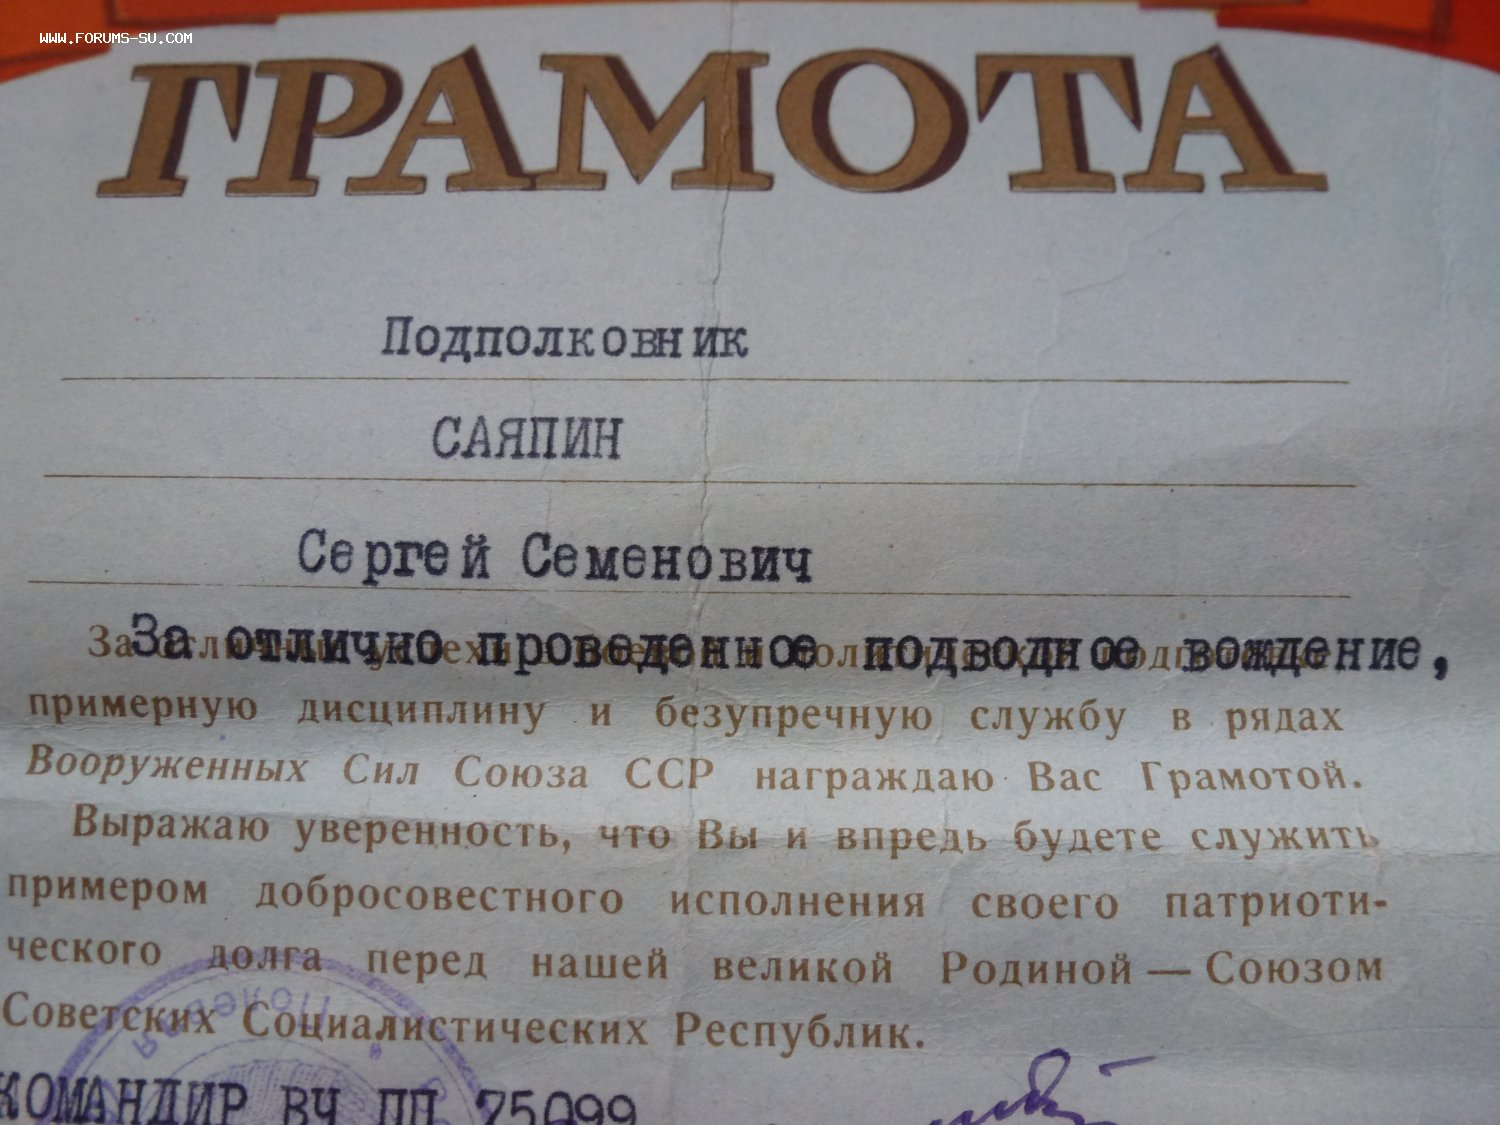 www.forums-su.com
ГРАМОТА
Подполковник
САЯПИН
Сергей Семенович
За отлично проведенное подводное вождение,
примерную дисциплину и безупречную службу в рядах
Вооруженных Сил Союза ССР награждаю Вас Грамотой.
Выражаю уверенность, что Вы и впредь будете служить
примером добросовестного исполнения своего патриоти-
ческого долга перед нашей великой Родиной — Союзом
Советских Социалистических Республик.
Полевая
КОМАНДИР ВЧ ПП 75099